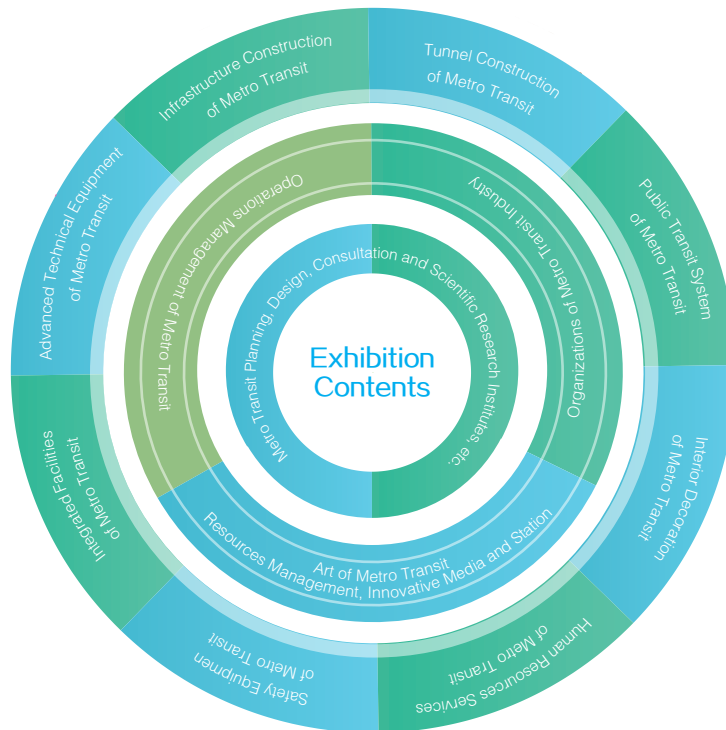 Exhibition
Contents
Metro Transit Planning, Design, Consultation and Scientific Research Institutes, etc.
Operations Management of Metro Transit
Organizations of Metro Transit Industry
Art of Metro Transit
Resources Management, Innovative Media and Station
Tunnel Construction
of Metro Transit
Public Transit System
of Metro Transit
Interior Decoration
of Metro Transit
Human Resources Services
of Metro Transit
Safety Equipmen
of Metro Transit
Integrated Facilities
of Metro Transit
Advanced Technical Equipment
of Metro Transit
Infrastructure Construction
of Metro Transit